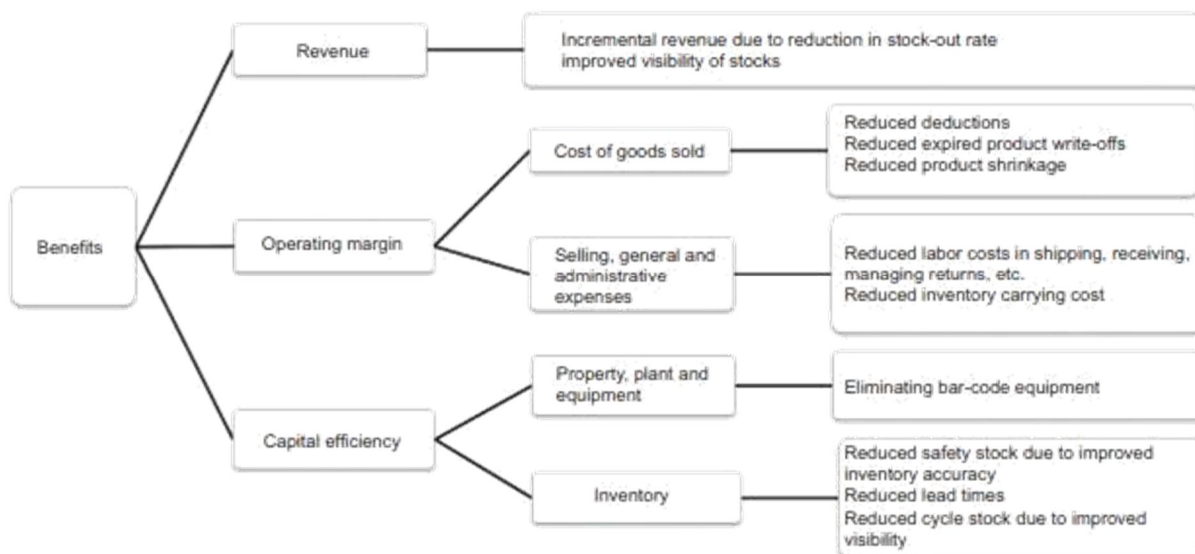 Benefits
Revenue
Incremental revenue due to reduction in stock-out rate
improved visibility of stocks
Operating margin
Cost of goods sold
Reduced deductions
Reduced expired product write-offs
Reduced product shrinkage
Selling, general and
administrative
expenses
Reduced labor costs in shipping, receiving,
managing returns, etc.
Reduced inventory carrying cost
Capital efficiency
Property, plant and
equipment
Eliminating bar-code equipment
Inventory
Reduced safety stock due to improved
inventory accuracy
Reduced lead times
Reduced cycle stock due to improved
visibility